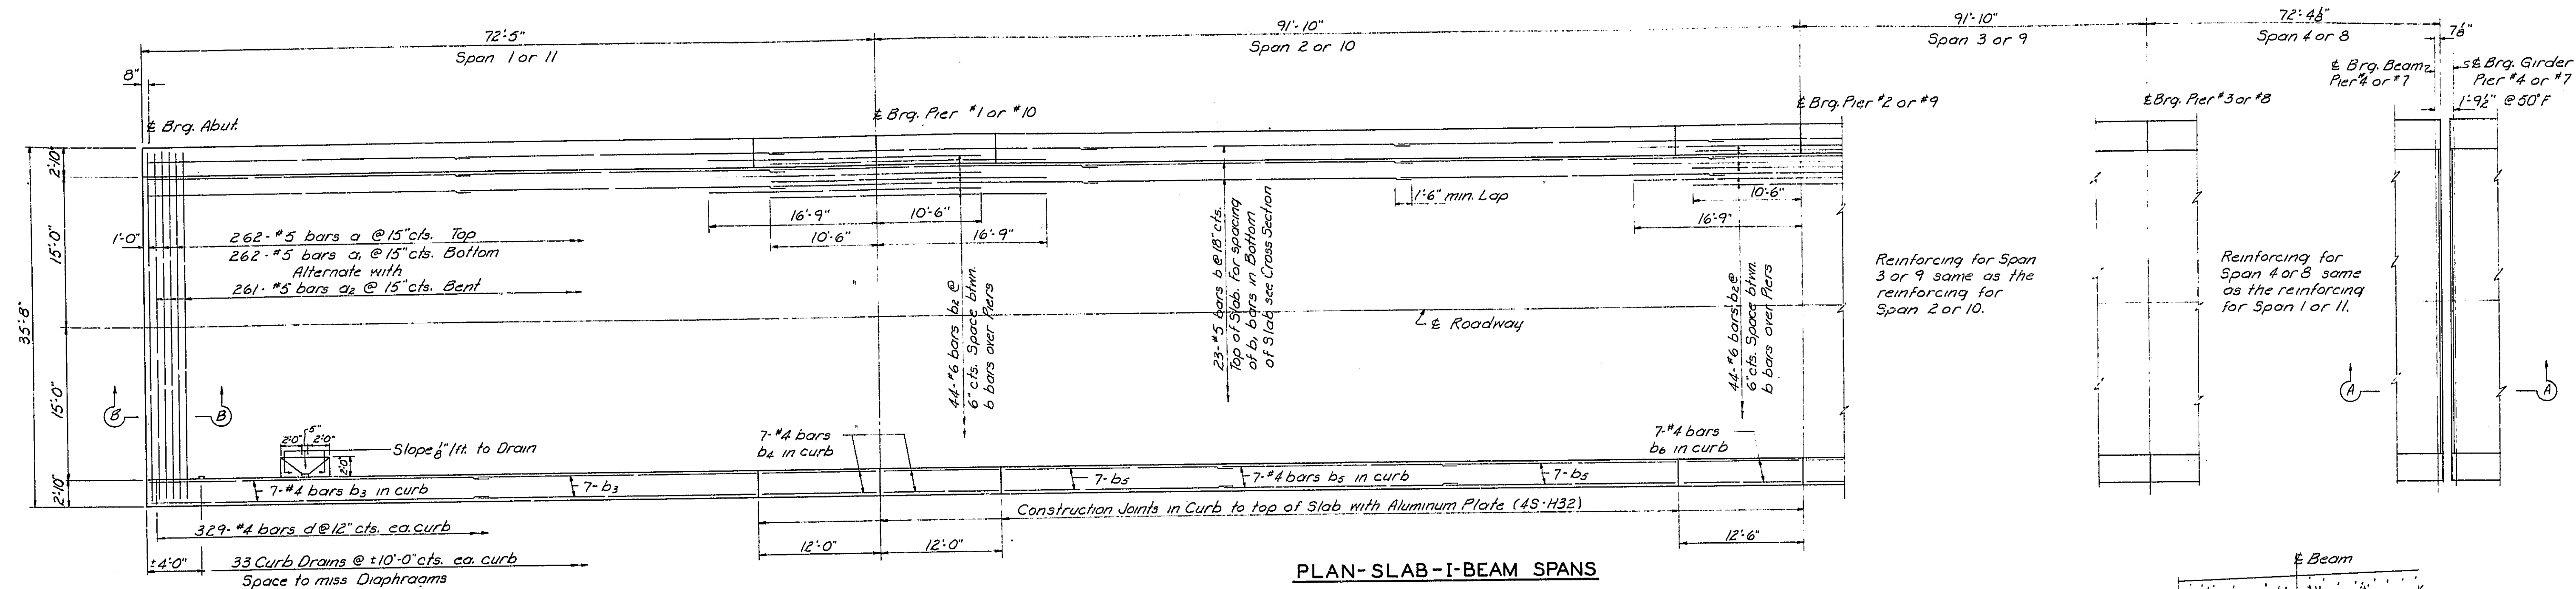 72'-5"
Span 1 or 11
91'-10"
Span 2 or 10
91'-10"
Span 3 or 9
72'-4⅛"
Span 4 or 8
7⅛"
8"
℄ Brg. Abut.
℄ Brg. Pier #1 or #10
℄ Brg. Pier #2 or #9
℄ Brg. Pier #3 or #8
℄ Brg. Beam
Pier #4 or #7
℄ Brg. Girder
Pier #4 or #7
1'-9½" @ 50°F
35'-8"
2'-10"
15'-0"
15'-0"
2'-10"
1'-0"
262-#5 bars a @ 15" cts. Top
262-#5 bars a₁ @ 15" cts. Bottom
Alternate with
261-#5 bars a₂ @ 15" cts. Bent
16'-9"
10'-6"
10'-6"
16'-9"
44-#6 bars b₂ @
6" cts. Space btwn.
b bars over Piers
23-#5 bars b @ 18" cts.
Top of Slab. For spacing
of b₁ bars in Bottom
of Slab see Cross Section
1'-6" min. Lap
10'-6"
16'-9"
44-#6 bars b₂ @
6" cts. Space btwn.
b bars over Piers
℄ Roadway
Reinforcing for Span
3 or 9 same as the
reinforcing for
Span 2 or 10.
Reinforcing for
Span 4 or 8 same
as the reinforcing
for Span 1 or 11.
B
B
A
A
5"
2'-0"
2'-0"
2'-0"
Slope ⅛"/ft. to Drain
7-#4 bars
b₄ in curb
7-#4 bars
b₆ in curb
7-#4 bars b₃ in curb
7-b₃
7-b₅
7-#4 bars b₅ in curb
7-b₅
Construction Joints in Curb to top of Slab with Aluminum Plate (4S-H32)
329-#4 bars d @ 12" cts. ea. curb
12'-0"
12'-0"
12'-6"
±4'-0"
33 Curb Drains @ ±10'-0" cts. ea. curb
Space to miss Diaphragms
PLAN-SLAB-I-BEAM SPANS
℄ Beam